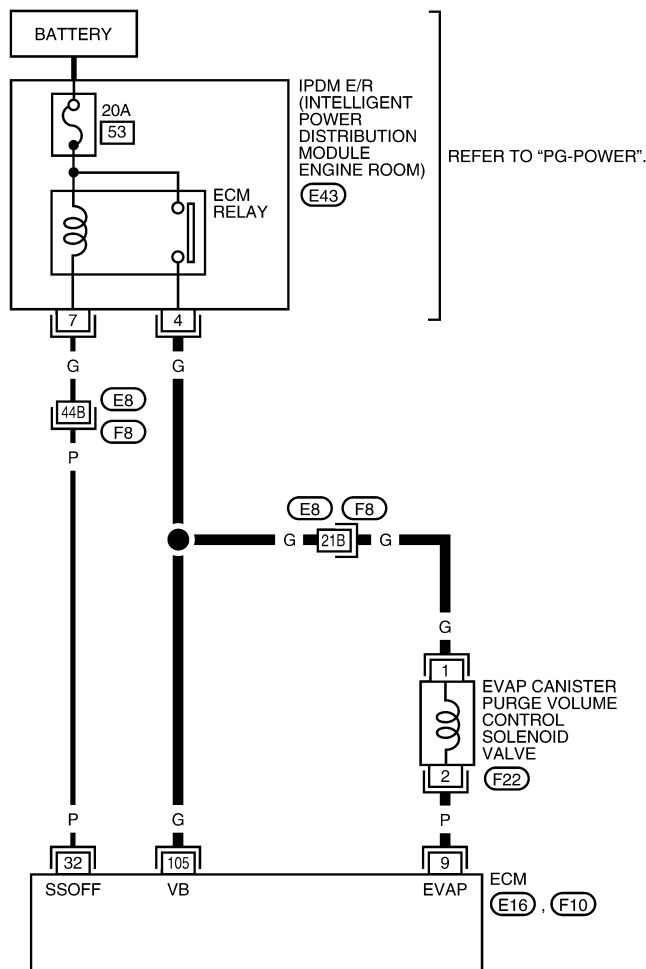 BATTERY
20A
53
ECM
RELAY
IPDM E/R
(INTELLIGENT
POWER
DISTRIBUTION
MODULE
ENGINE ROOM)
E43
REFER TO “PG-POWER”.
7
4
G
G
44B
E8
F8
P
E8
F8
G
21B
G
G
1
EVAP CANISTER
PURGE VOLUME
CONTROL
SOLENOID
VALVE
2
F22
P
G
P
32
105
9
SSOFF
VB
EVAP
ECM
E16 , F10